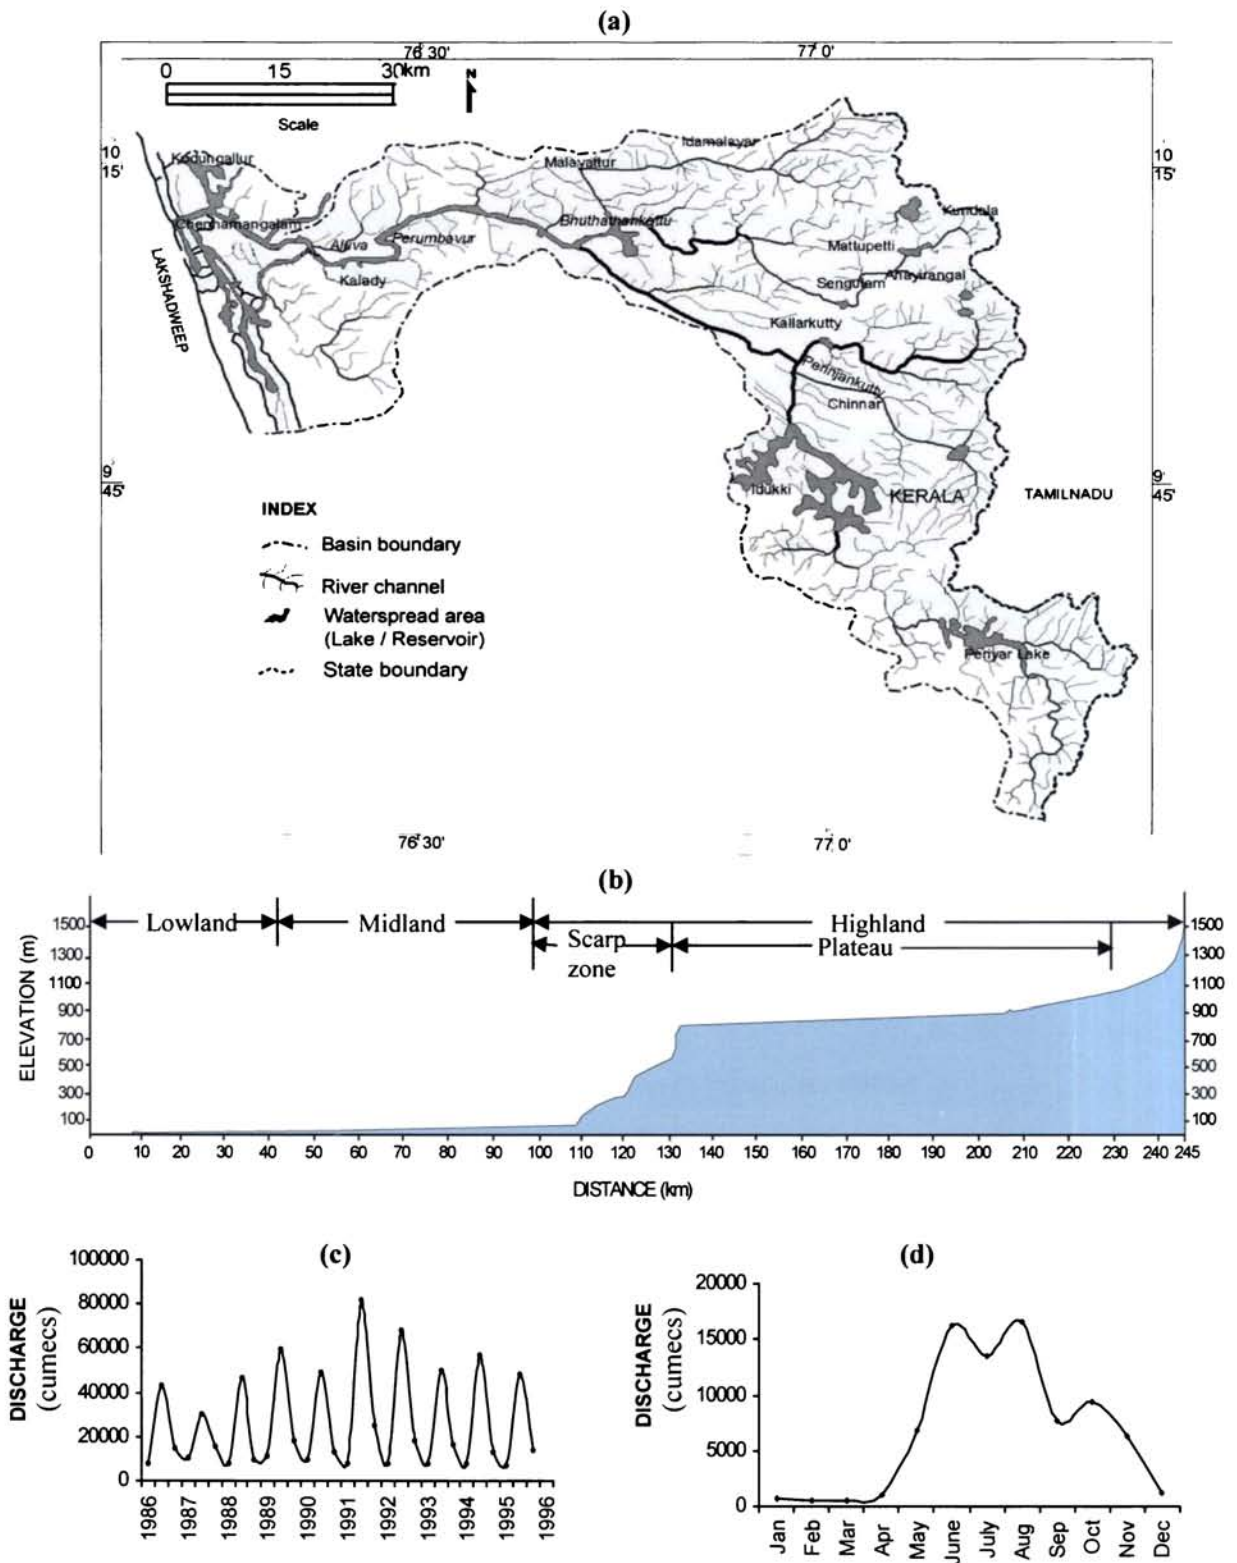 (a)
76 30'
77 0'
0 15 30km
N
Scale
10
15'
10
15'
Kodungallur
Idamalayar
Malayattur
Chennamangalam
Aluva
Perumbavur
Bhuthathankettu
Kundala
Mattupetti
Kalady
Sengulam
Anayirangal
LAKSHADWEEP
Kallarkutty
Perinjankutty
Chinnar
9
45'
9
45'
Idukki
KERALA
TAMILNADU
INDEX
Basin boundary
River channel
Waterspread area
(Lake / Reservoir)
State boundary
Periyar Lake
76 30'
77 0'
(b)
Lowland
Midland
Highland
Scarp
zone
Plateau
ELEVATION (m)
1500
1300
1100
900
700
500
300
100
1500
1300
1100
900
700
500
300
100
0 10 20 30 40 10 60 70 80 90 100 110 120 130 140 150 160 170 180 190 200 210 220 230 240 245
DISTANCE (km)
(c)
DISCHARGE
(cumecs)
100000
80000
60000
40000
20000
0
1986 1987 1988 1989 1990 1991 1992 1993 1994 1995 1996
(d)
DISCHARGE
(cumecs)
20000
15000
10000
5000
0
Jan Feb Mar Apr May June July Aug Sep Oct Nov Dec